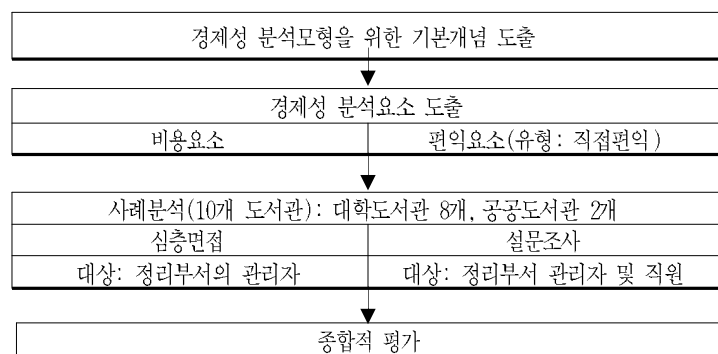 경제성 분석모형을 위한 기본개념 도출
경제성 분석요소 도출
비용요소 편익요소(유형: 직접편익)
사례분석(10개 도서관): 대학도서관 8개, 공공도서관 2개
심층면접 설문조사
대상: 정리부서의 관리자 대상: 정리부서 관리자 및 직원
종합적 평가